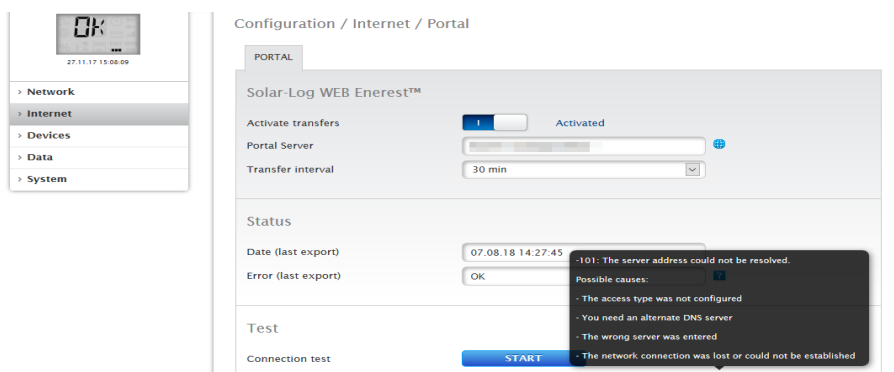 OK
27.11.17 15:08:09
› Network
› Internet
› Devices
› Data
› System
Configuration / Internet / Portal
PORTAL
Solar-Log WEB Enerest™
Activate transfers I Activated
Portal Server
Transfer interval 30 min
Status
Date (last export) 07.08.18 14:27:45
Error (last export) OK ?
-101: The server address could not be resolved.
Possible causes:
- The access type was not configured
- You need an alternate DNS server
- The wrong server was entered
- The network connection was lost or could not be established
Test
Connection test START